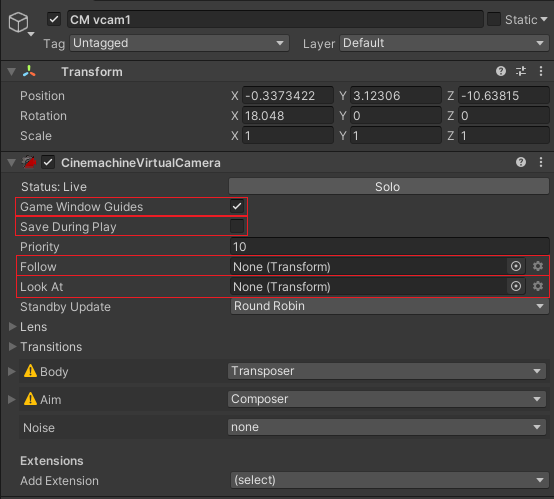 CM vcam1 Static
Tag Untagged Layer Default
Transform
Position X -0.3373422 Y 3.12306 Z -10.63815
Rotation X 18.048 Y 0 Z 0
Scale X 1 Y 1 Z 1
CinemachineVirtualCamera
Status: Live Solo
Game Window Guides
Save During Play
Priority 10
Follow None (Transform)
Look At None (Transform)
Standby Update Round Robin
Lens
Transitions
Body Transposer
Aim Composer
Noise none
Extensions
Add Extension (select)